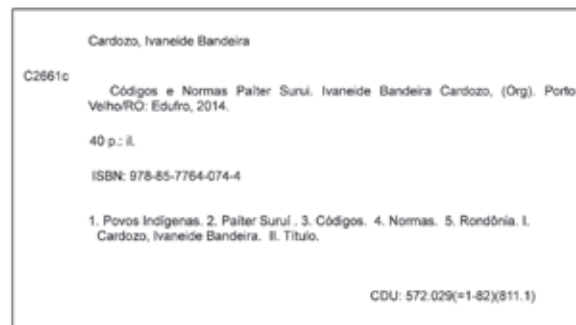 Cardozo, Ivaneide Bandeira
C2661c
Códigos e Normas Paiter Suruí. Ivaneide Bandeira Cardozo, (Org). Porto
Velho/RO: Edufro, 2014.
40 p.: il.
ISBN: 978-85-7764-074-4
1. Povos Indígenas. 2. Paiter Suruí . 3. Códigos. 4. Normas. 5. Rondônia. I.
Cardozo, Ivaneide Bandeira. II. Título.
CDU: 572.029(=1-82)(811.1)